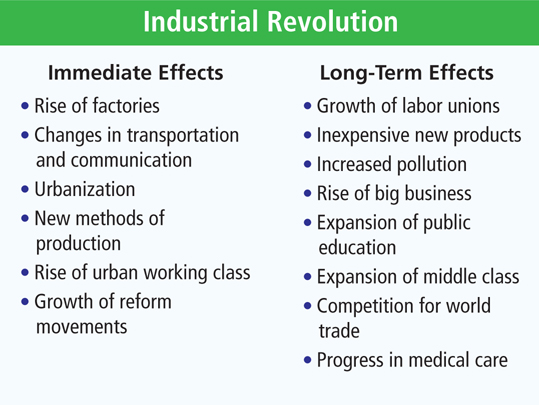 Industrial Revolution
Immediate Effects
• Rise of factories
• Changes in transportation
and communication
• Urbanization
• New methods of
production
• Rise of urban working class
• Growth of reform
movements
Long-Term Effects
• Growth of labor unions
• Inexpensive new products
• Increased pollution
• Rise of big business
• Expansion of public
education
• Expansion of middle class
• Competition for world
trade
• Progress in medical care